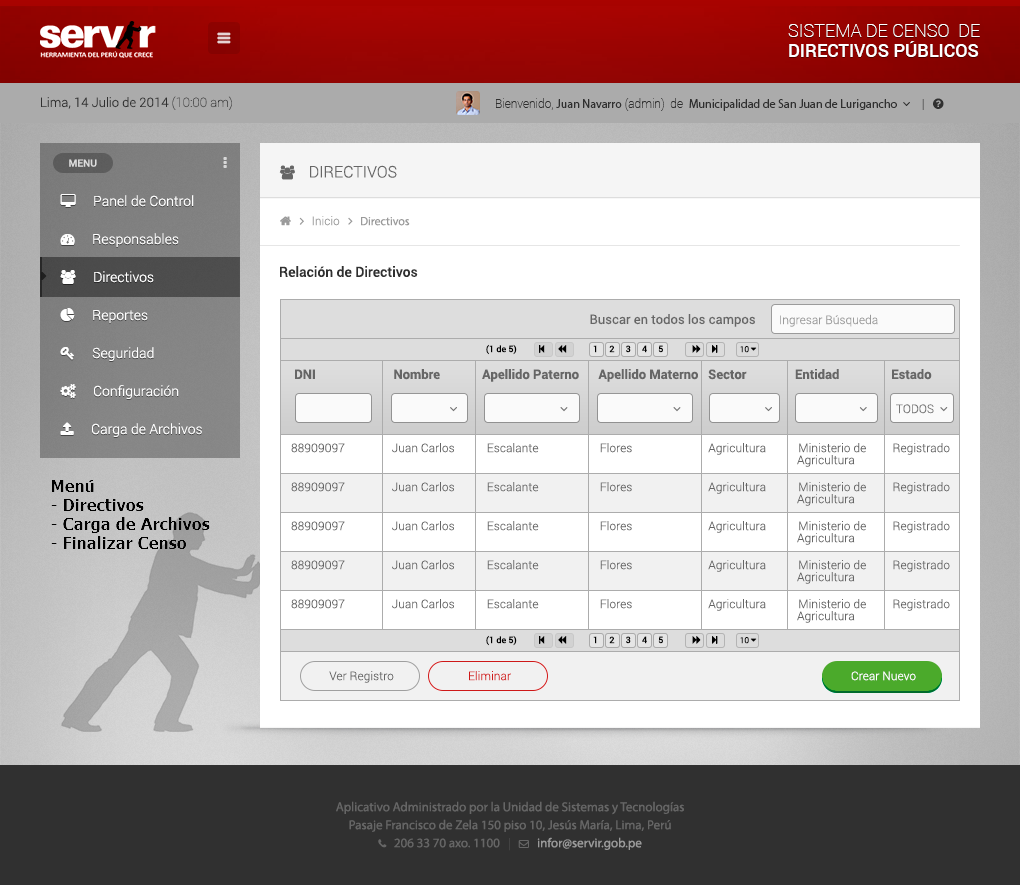 servir
HERRAMIENTA DEL PERÚ QUE CRECE
SISTEMA DE CENSO DE
DIRECTIVOS PÚBLICOS
Lima, 14 Julio de 2014 (10:00 am)
Bienvenido, Juan Navarro (admin) de Municipalidad de San Juan de Lurigancho |
MENU
Panel de Control
Responsables
Directivos
Reportes
Seguridad
Configuración
Carga de Archivos
Menú
- Directivos
- Carga de Archivos
- Finalizar Censo
DIRECTIVOS
Inicio > Directivos
Relación de Directivos
Buscar en todos los campos Ingresar Búsqueda
(1 de 5) 1 2 3 4 5 10
DNI Nombre Apellido Paterno Apellido Materno Sector Entidad Estado
TODOS
88909097 Juan Carlos Escalante Flores Agricultura Ministerio de Registrado
Agricultura
88909097 Juan Carlos Escalante Flores Agricultura Ministerio de Registrado
Agricultura
88909097 Juan Carlos Escalante Flores Agricultura Ministerio de Registrado
Agricultura
88909097 Juan Carlos Escalante Flores Agricultura Ministerio de Registrado
Agricultura
88909097 Juan Carlos Escalante Flores Agricultura Ministerio de Registrado
Agricultura
(1 de 5) 1 2 3 4 5 10
Ver Registro Eliminar Crear Nuevo
Aplicativo Administrado por la Unidad de Sistemas y Tecnologías
Pasaje Francisco de Zela 150 piso 10, Jesús María, Lima, Perú
206 33 70 axo. 1100 | infor@servir.gob.pe